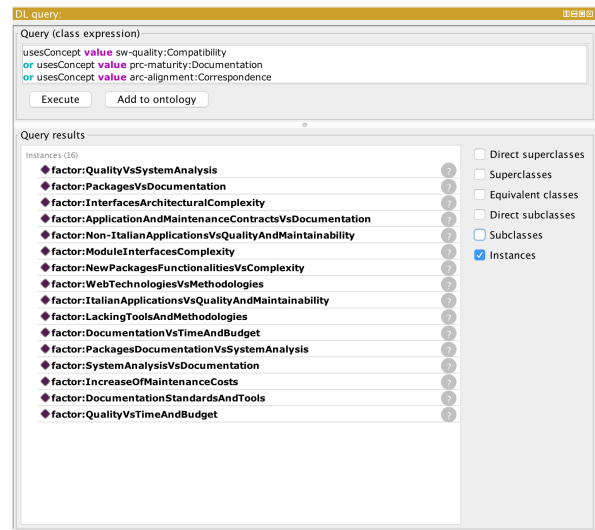 DL query:
Query (class expression)
usesConcept value sw-quality:Compatibility
or usesConcept value prc-maturity:Documentation
or usesConcept value arc-alignment:Correspondence
Execute
Add to ontology
Query results
Instances (16)
factor:QualityVsSystemAnalysis
factor:PackagesVsDocumentation
factor:InterfacesArchitecturalComplexity
factor:ApplicationAndMaintenanceContractsVsDocumentation
factor:Non-ItalianApplicationsVsQualityAndMaintainability
factor:ModuleInterfacesComplexity
factor:NewPackagesFunctionalitiesVsComplexity
factor:WebTechnologiesVsMethodologies
factor:ItalianApplicationsVsQualityAndMaintainability
factor:LackingToolsAndMethodologies
factor:DocumentationVsTimeAndBudget
factor:PackagesDocumentationVsSystemAnalysis
factor:SystemAnalysisVsDocumentation
factor:IncreaseOfMaintenanceCosts
factor:DocumentationStandardsAndTools
factor:QualityVsTimeAndBudget
Direct superclasses
Superclasses
Equivalent classes
Direct subclasses
Subclasses
Instances